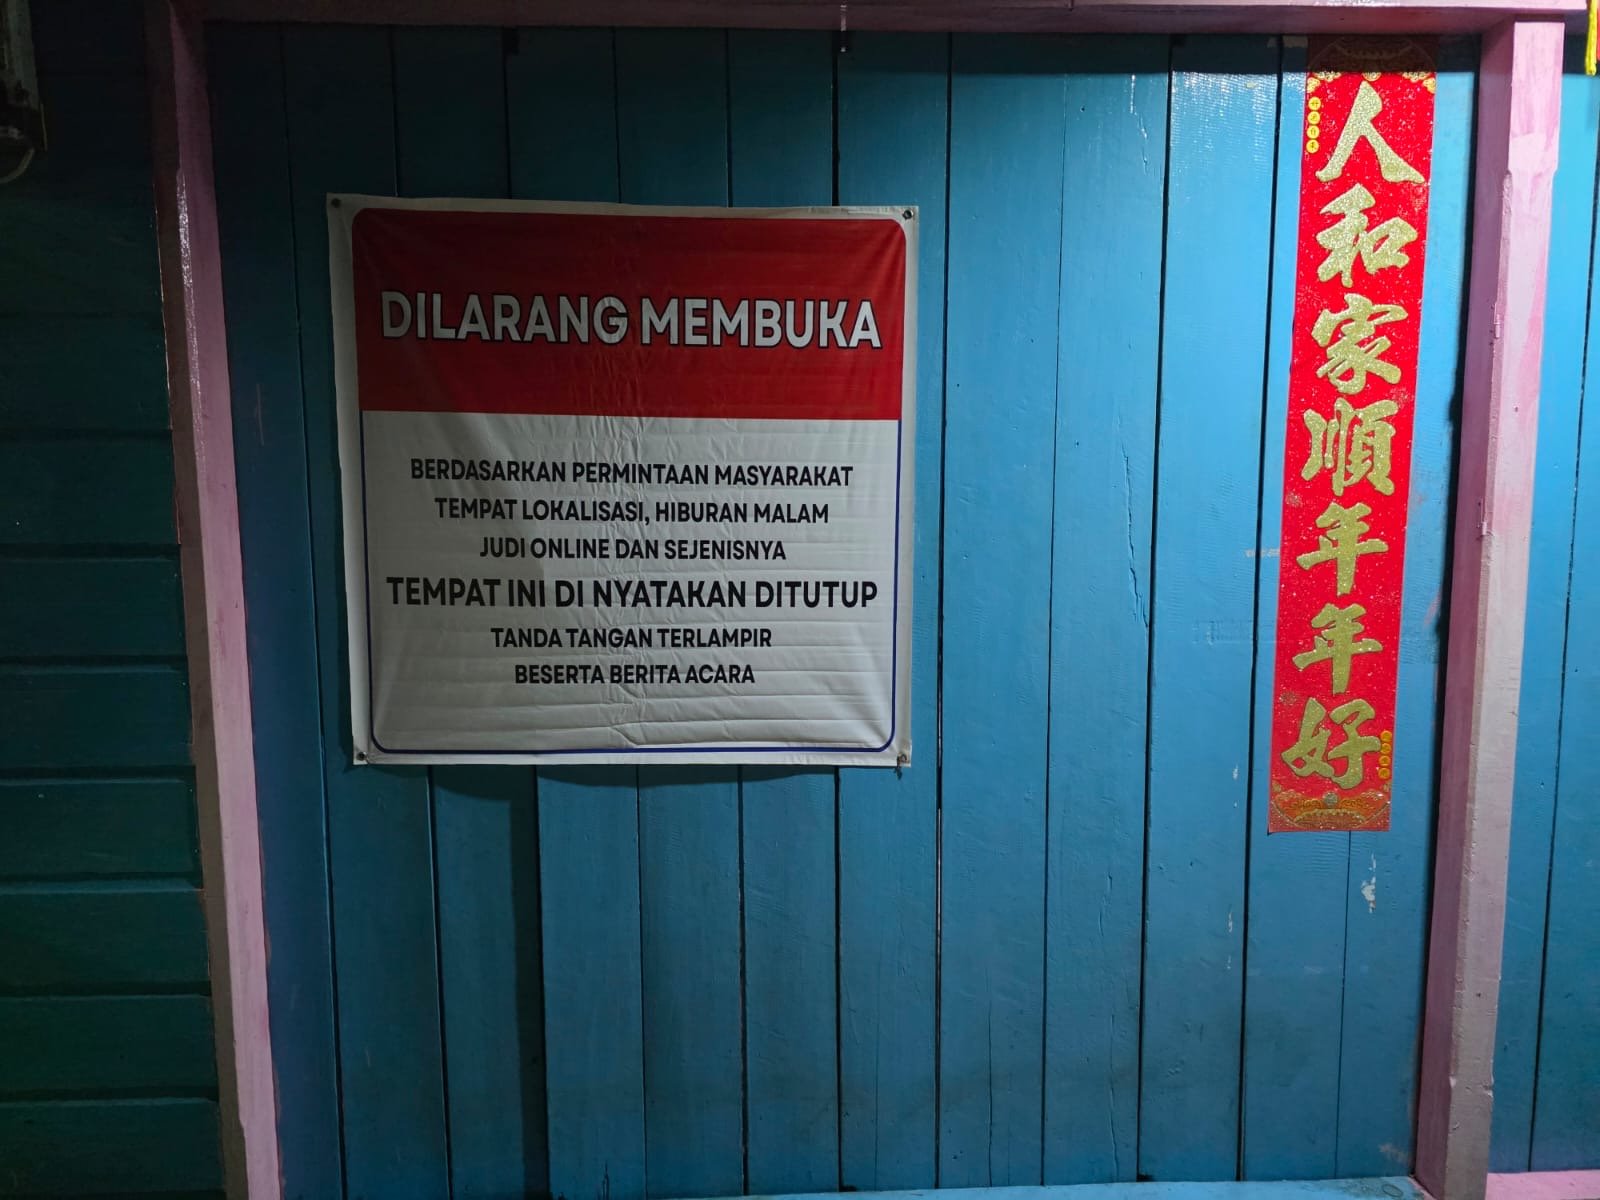 DILARANG MEMBUKA
BERDASARKAN PERMINTAAN MASYARAKAT
TEMPAT LOKALISASI, HIBURAN MALAM
JUDI ONLINE DAN SEJENISNYA
TEMPAT INI DI NYATAKAN DITUTUP
TANDA TANGAN TERLAMPIR
BESERTA BERITA ACARA
人和家順年年好